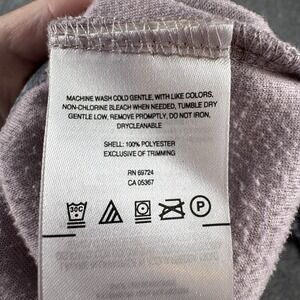 MACHINE WASH COLD GENTLE, WITH LIKE COLORS,
NON-CHLORINE BLEACH WHEN NEEDED, TUMBLE DRY
GENTLE LOW, REMOVE PROMPTLY, DO NOT IRON,
DRYCLEANABLE
SHELL: 100% POLYESTER
EXCLUSIVE OF TRIMMING
RN 69724
CA 05367
30C P